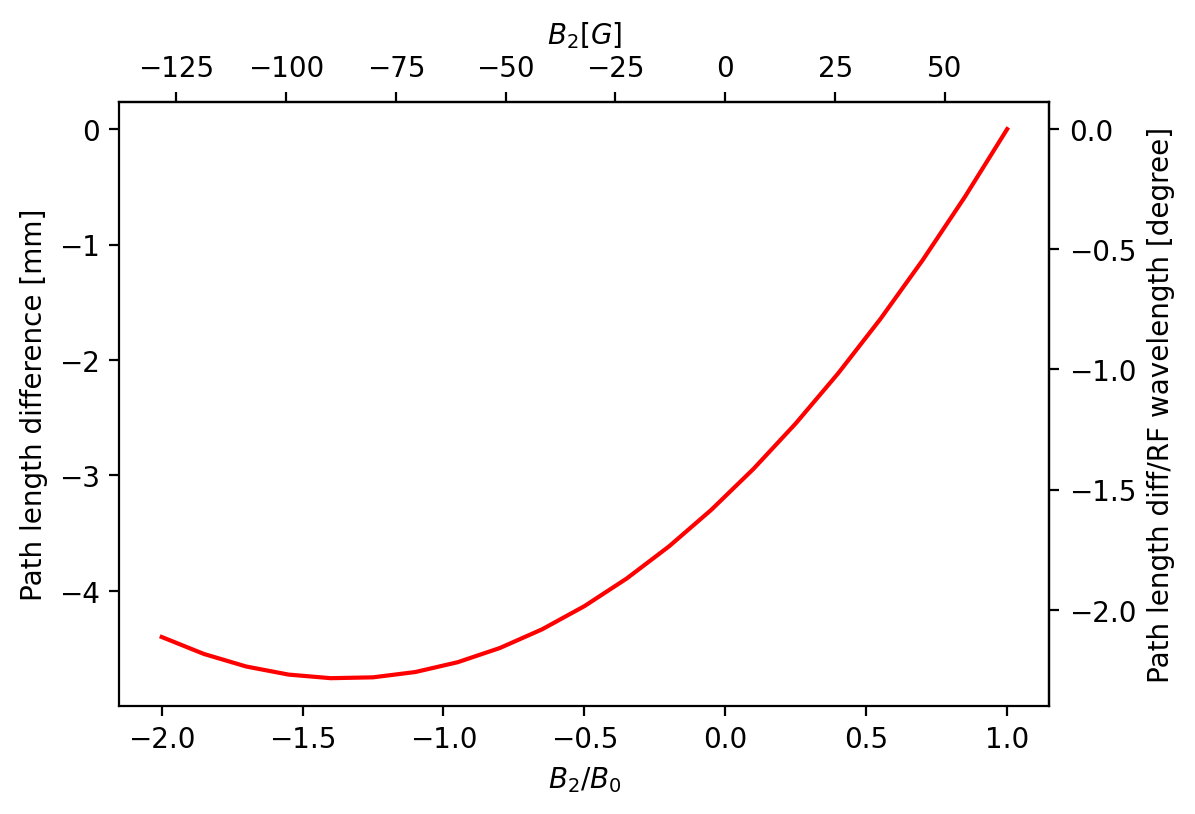 B₂[G]
−125 −100 −75 −50 −25 0 25 50
Path length difference [mm]
0
−1
−2
−3
−4
0.0
−0.5
−1.0
−1.5
−2.0
Path length diff/RF wavelength [degree]
−2.0 −1.5 −1.0 −0.5 0.0 0.5 1.0
B₂/B₀